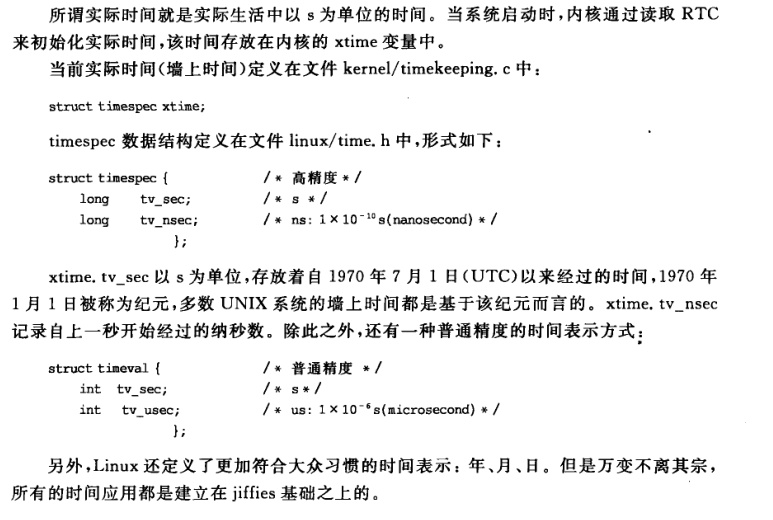 所谓实际时间就是实际生活中以 s 为单位的时间。当系统启动时,内核通过读取 RTC
来初始化实际时间,该时间存放在内核的 xtime 变量中。
当前实际时间(墙上时间)定义在文件 kernel/timekeeping. c 中:
struct timespec xtime;
timespec 数据结构定义在文件 linux/time. h 中,形式如下:
struct timespec { /* 高精度 */
long tv_sec; /* s */
long tv_nsec; /* ns: 1×10⁻¹⁰s(nanosecond) */
};
xtime. tv_sec 以 s 为单位,存放着自 1970 年 7 月 1 日(UTC)以来经过的时间,1970 年
1 月 1 日被称为纪元,多数 UNIX 系统的墙上时间都是基于该纪元而言的。xtime. tv_nsec
记录自上一秒开始经过的纳秒数。除此之外,还有一种普通精度的时间表示方式:
struct timeval { /* 普通精度 */
int tv_sec; /* s*/
int tv_usec; /* us: 1×10⁻⁶s(microsecond) */
};
另外,Linux 还定义了更加符合大众习惯的时间表示:年、月、日。但是万变不离其宗,
所有的时间应用都是建立在 jiffies 基础之上的。